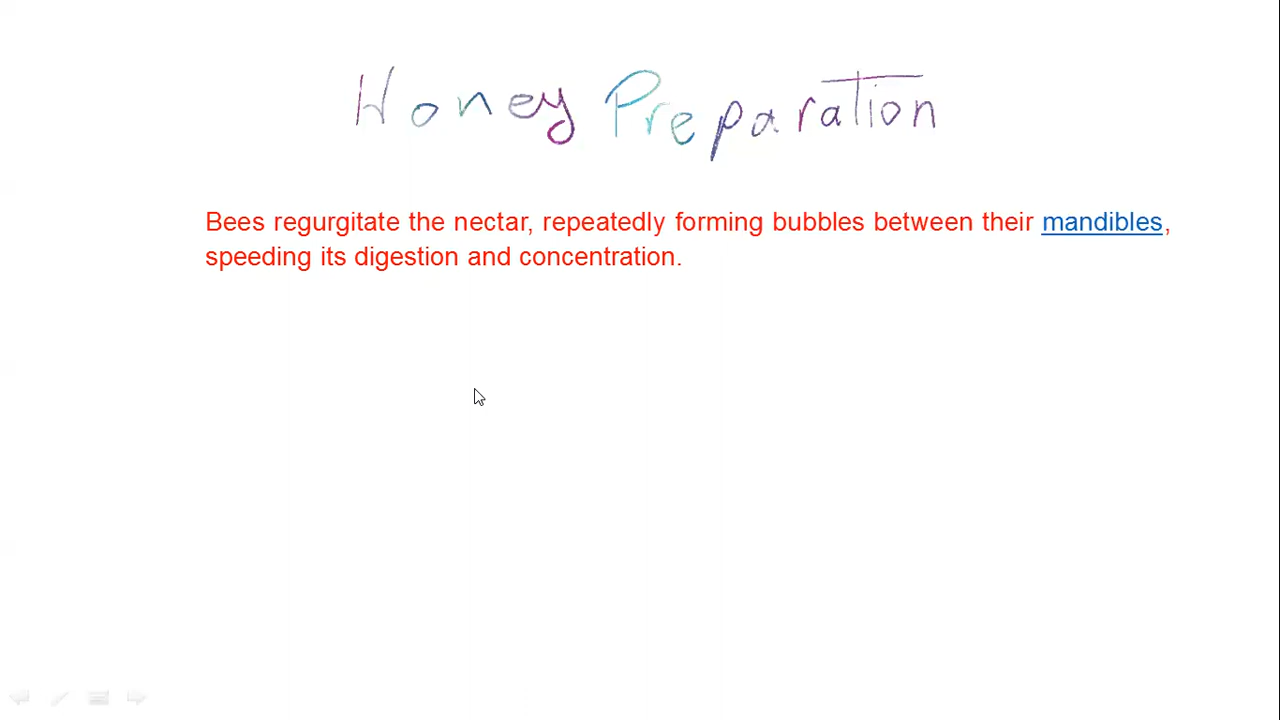 Honey Preparation
Bees regurgitate the nectar, repeatedly forming bubbles between their mandibles,
speeding its digestion and concentration.